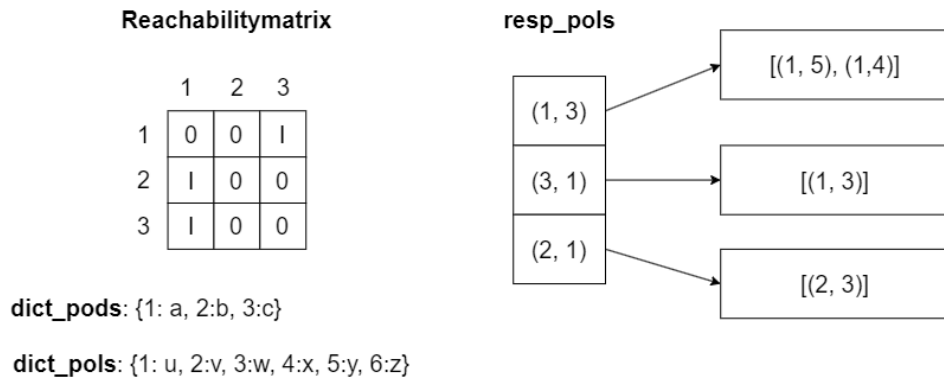 Reachabilitymatrix
1 2 3
1 0 0 I
2 I 0 0
3 I 0 0
dict_pods: {1: a, 2:b, 3:c}
dict_pols: {1: u, 2:v, 3:w, 4:x, 5:y, 6:z}
resp_pols
(1, 3) [(1, 5), (1,4)]
(3, 1) [(1, 3)]
(2, 1) [(2, 3)]